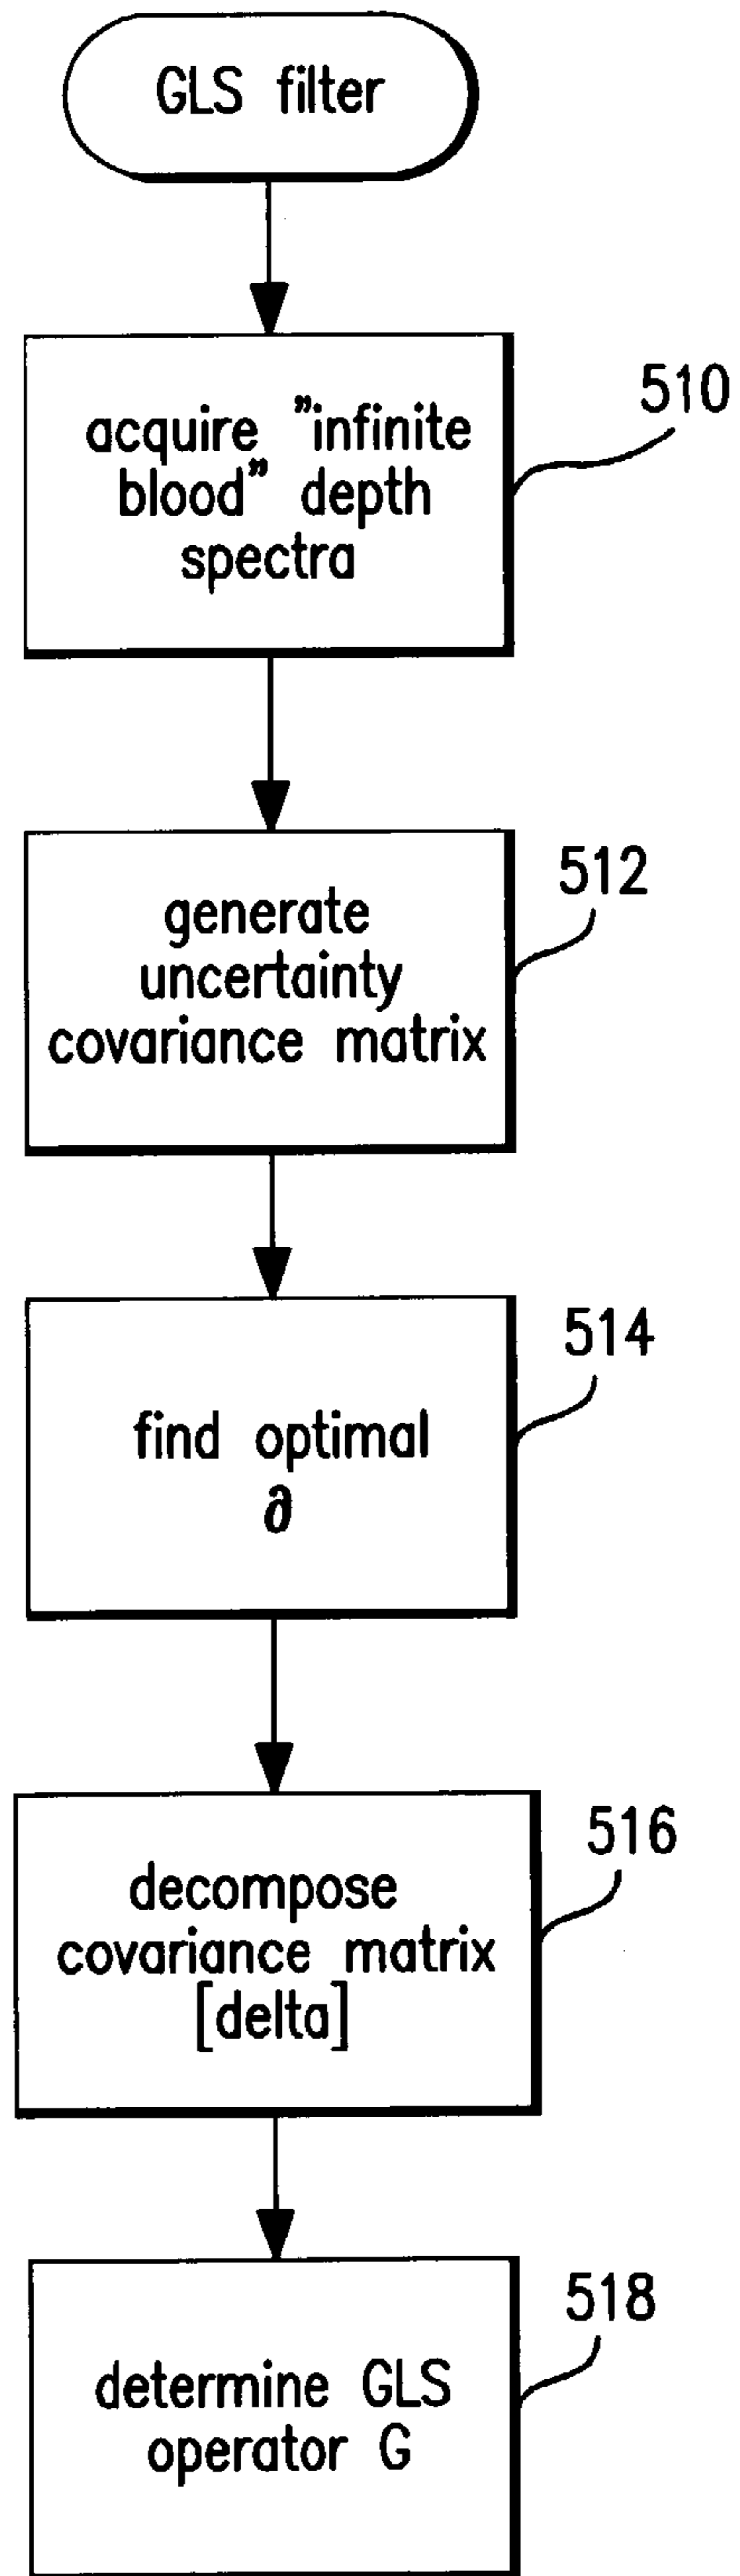 GLS filter
acquire ”infinite
blood” depth
spectra
510
generate
uncertainty
covariance matrix
512
find optimal
∂
514
decompose
covariance matrix
[delta]
516
determine GLS
operator G
518